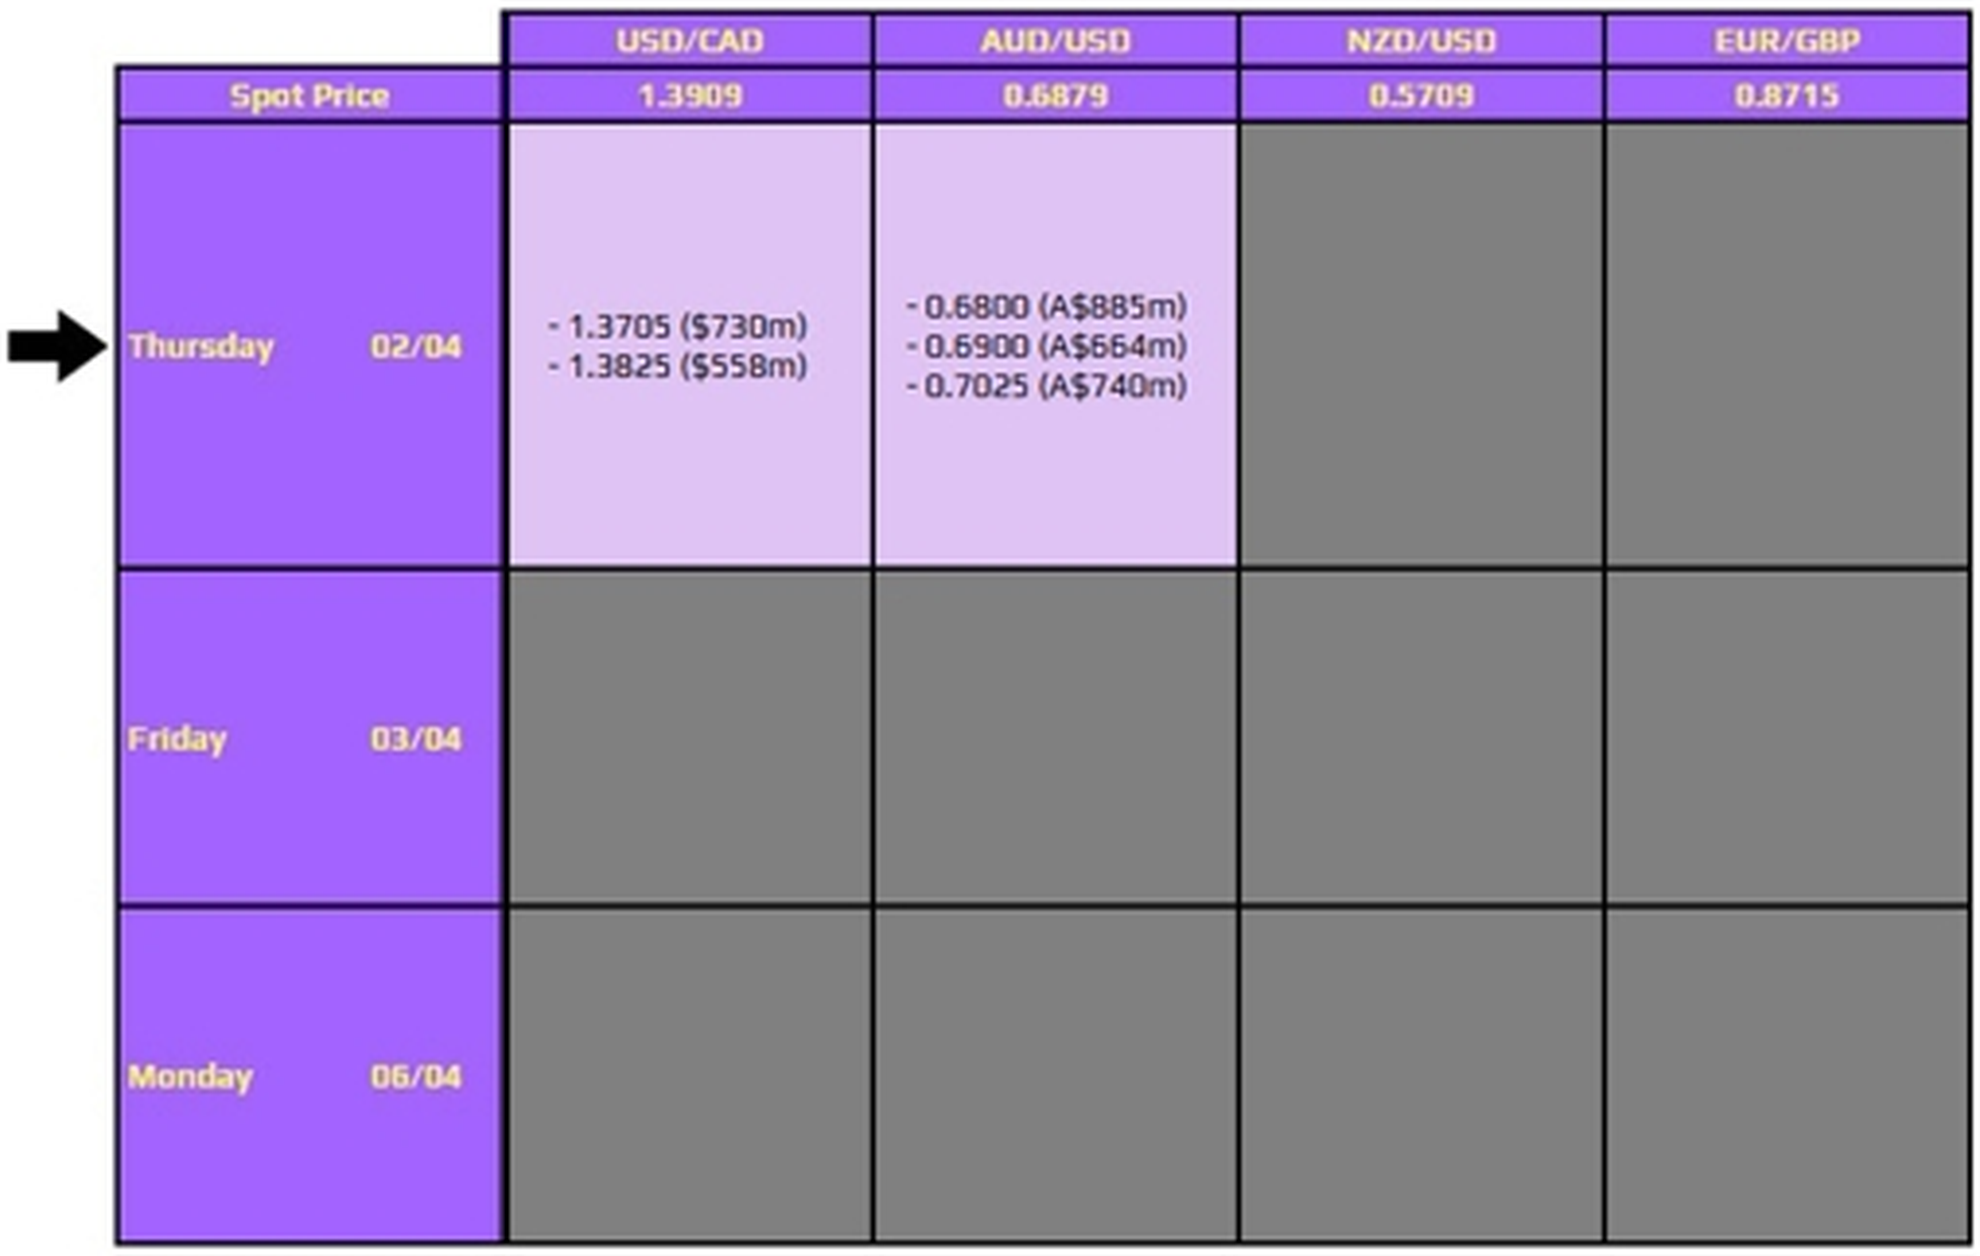 USD/CAD AUD/USD NZD/USD EUR/GBP
Spot Price 1.3909 0.6879 0.5709 0.8715
Thursday 02/04
- 1.3705 ($730m)
- 1.3825 ($558m)
- 0.6800 (A$885m)
- 0.6900 (A$664m)
- 0.7025 (A$740m)
Friday 03/04
Monday 06/04